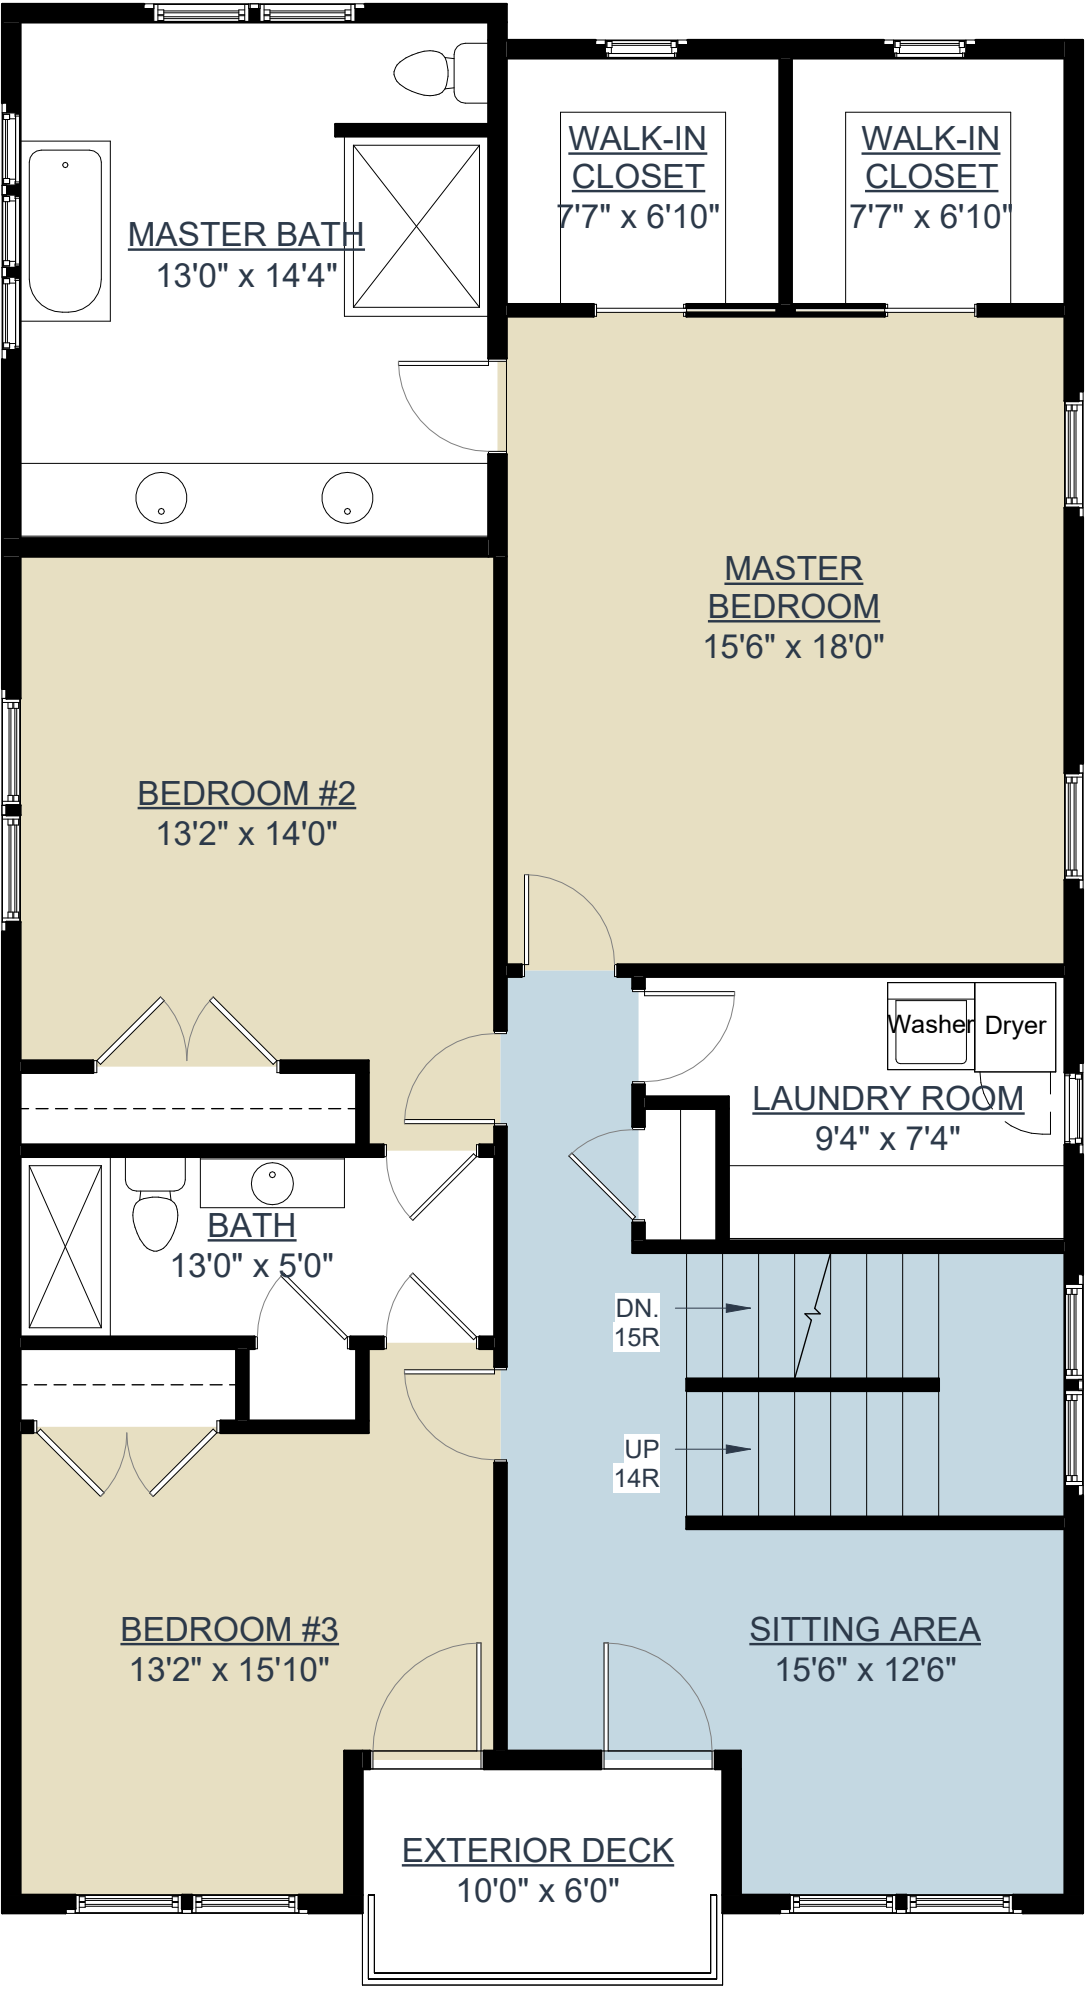 WALK-IN
CLOSET
7'7" x 6'10"
WALK-IN
CLOSET
7'7" x 6'10"
MASTER BATH
13'0" x 14'4"
MASTER
BEDROOM
15'6" x 18'0"
BEDROOM #2
13'2" x 14'0"
Washer
Dryer
LAUNDRY ROOM
9'4" x 7'4"
BATH
13'0" x 5'0"
DN.
15R
UP
14R
BEDROOM #3
13'2" x 15'10"
SITTING AREA
15'6" x 12'6"
EXTERIOR DECK
10'0" x 6'0"